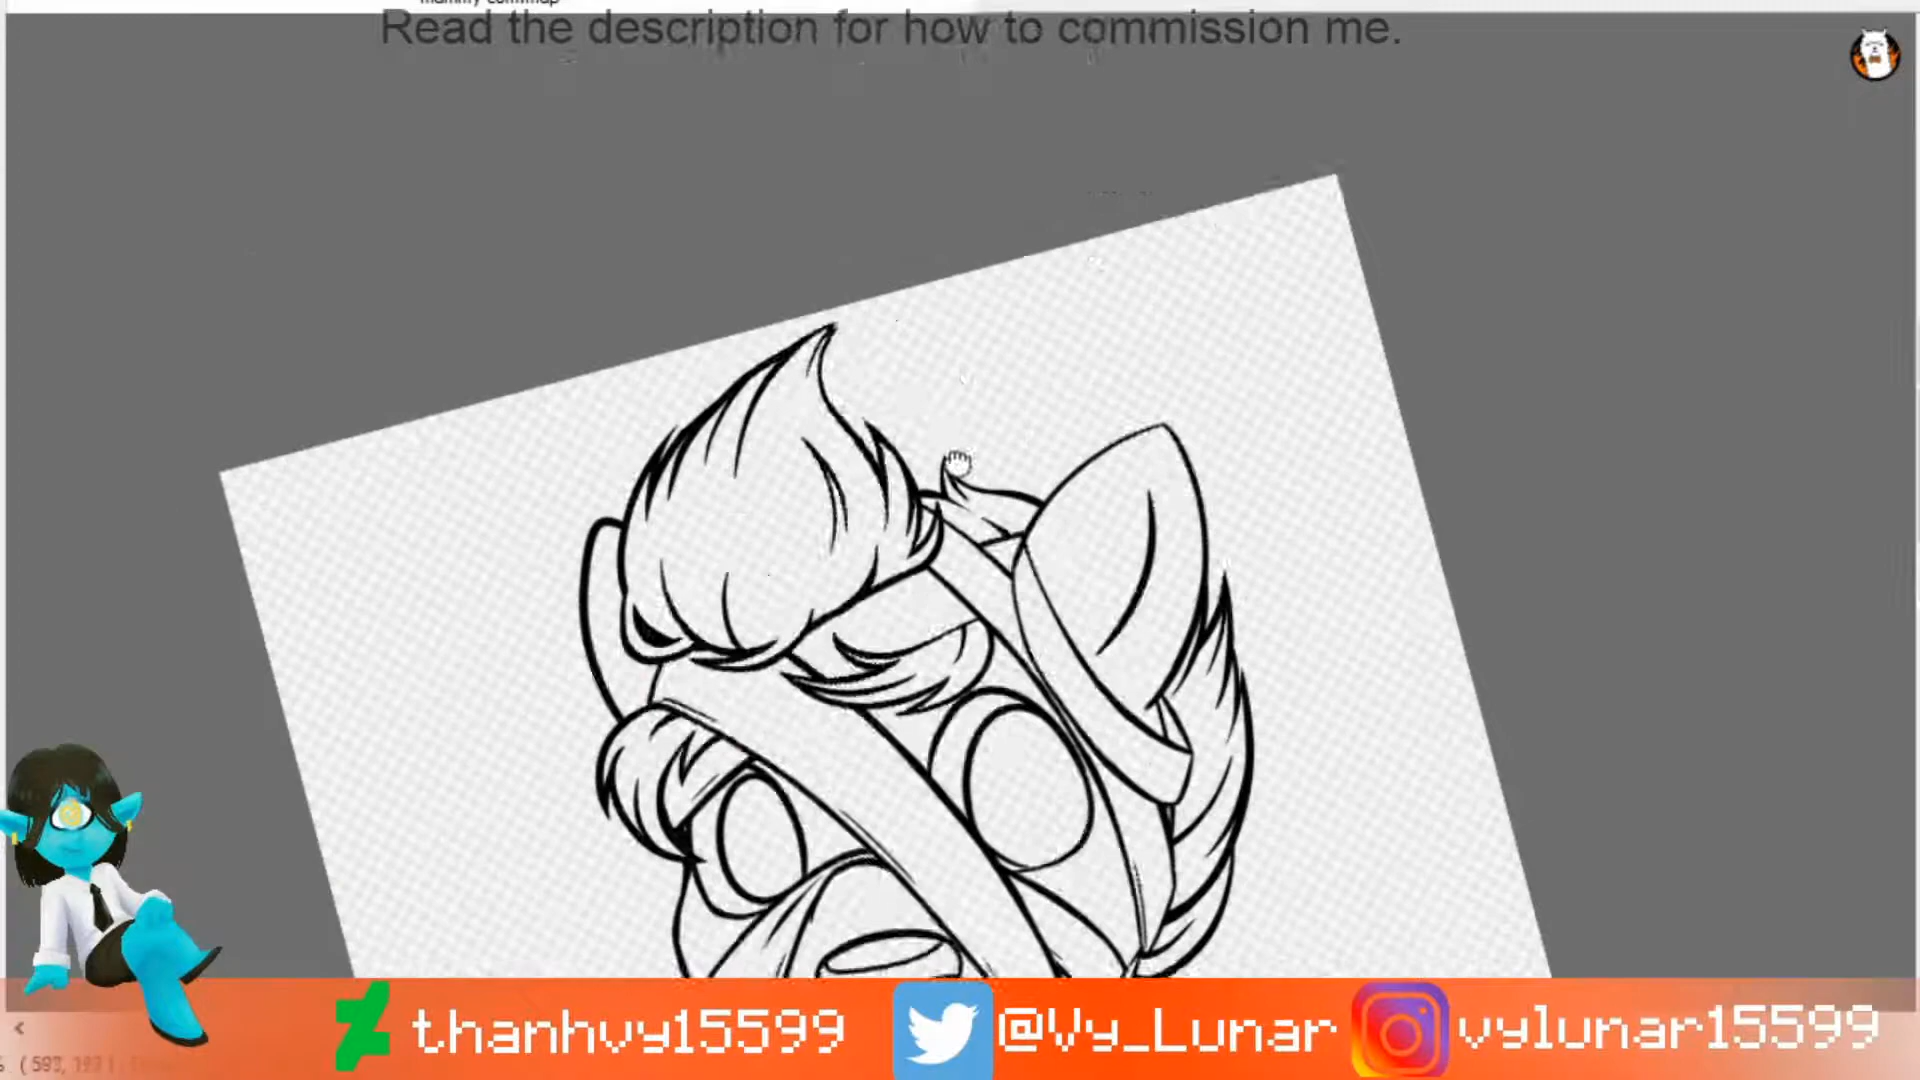 Read the description for how to commission me.
thanhvy15599
@Vy_Lunar
vylunar15599